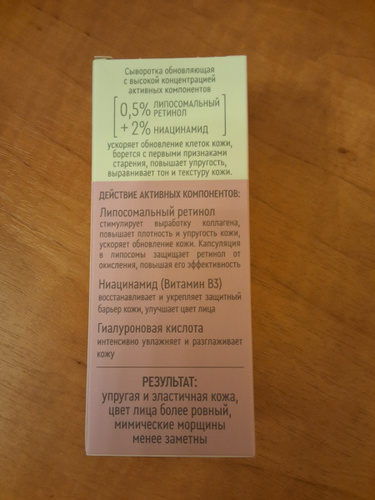 Сыворотка обновляющая
с высокой концентрацией
активных компонентов
0,5% ЛИПОСОМАЛЬНЫЙ РЕТИНОЛ
+ 2% НИАЦИНАМИД
ускоряет обновление клеток кожи,
борется с первыми признаками
старения, повышает упругость,
выравнивает тон и текстуру кожи.
ДЕЙСТВИЕ АКТИВНЫХ КОМПОНЕНТОВ:
Липосомальный ретинол
стимулирует выработку коллагена,
повышает плотность и упругость кожи,
ускоряет обновление кожи. Капсуляция
в липосомы защищает ретинол от
окисления, повышая его эффективность
Ниацинамид (Витамин В3)
восстанавливает и укрепляет защитный
барьер кожи, улучшает цвет лица
Гиалуроновая кислота
интенсивно увлажняет и разглаживает
кожу
РЕЗУЛЬТАТ:
упругая и эластичная кожа,
цвет лица более ровный,
мимические морщины
менее заметны